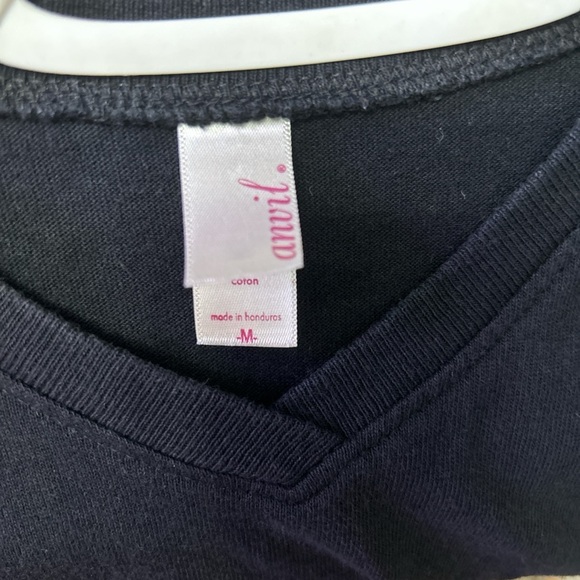 anvil®
coton
made in honduras
-M-